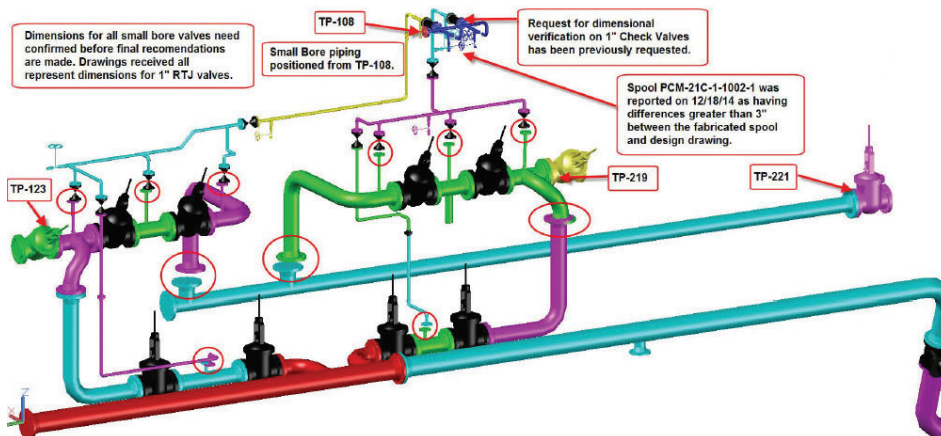 Dimensions for all small bore valves need
confirmed before final recomendations
are made. Drawings received all
represent dimensions for 1" RTJ valves.
TP-108
Small Bore piping
positioned from TP-108.
Request for dimensional
verification on 1" Check Valves
has been previously requested.
Spool PCM-21C-1-1002-1 was
reported on 12/18/14 as having
differences greater than 3"
between the fabricated spool
and design drawing.
TP-123
TP-219
TP-221
Z
X